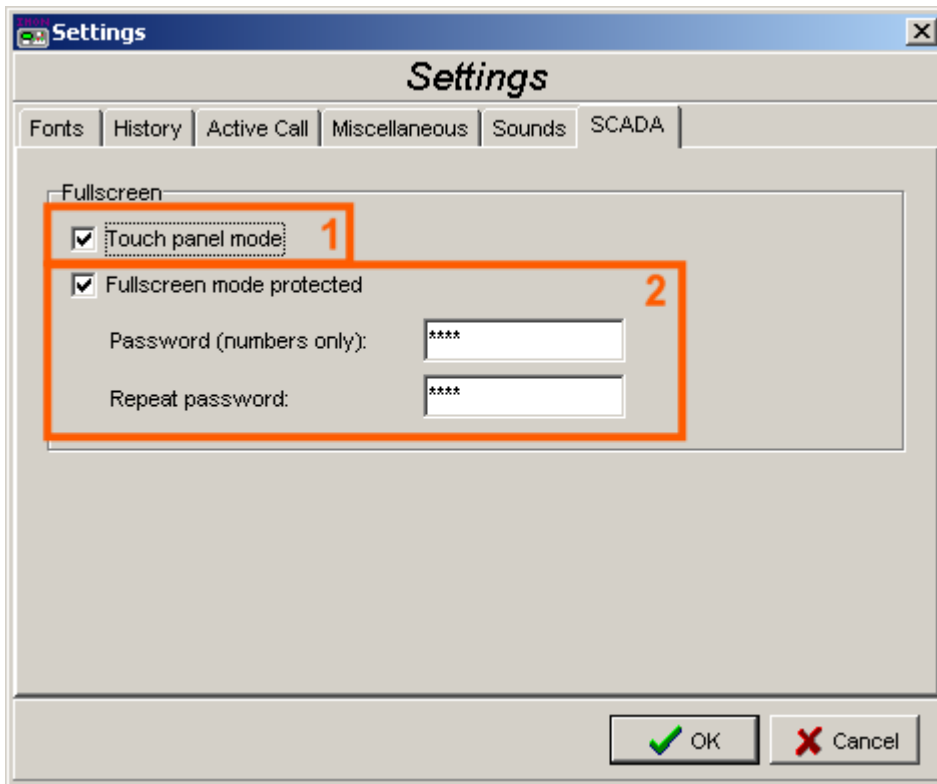 Settings
Settings
Fonts History Active Call Miscellaneous Sounds SCADA
Fullscreen
Touch panel mode 1
Fullscreen mode protected 2
Password (numbers only): ****
Repeat password: ****
OK Cancel